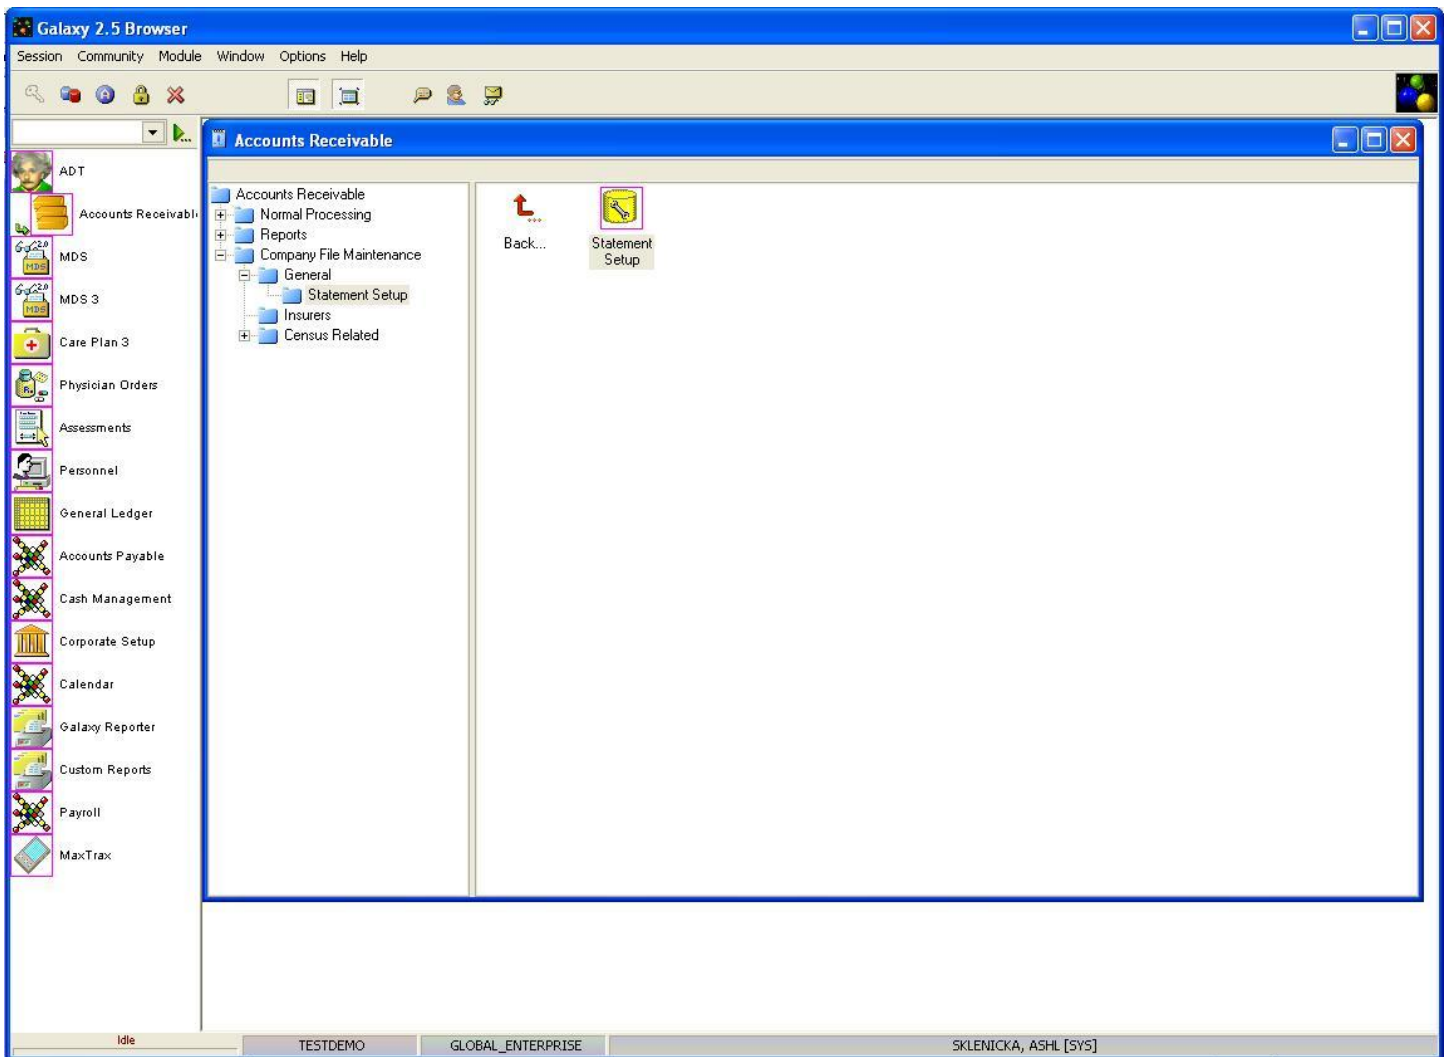 Galaxy 2.5 Browser
Session Community Module Window Options Help
Accounts Receivable
ADT
Accounts Receivabl
MDS
MDS 3
Care Plan 3
Physician Orders
Assessments
Personnel
General Ledger
Accounts Payable
Cash Management
Corporate Setup
Calendar
Galaxy Reporter
Custom Reports
Payroll
MaxTrax
Accounts Receivable
Normal Processing
Reports
Company File Maintenance
General
Statement Setup
Insurers
Census Related
Back...
Statement
Setup
Idle TESTDEMO GLOBAL_ENTERPRISE SKLENICKA, ASHL [SYS]